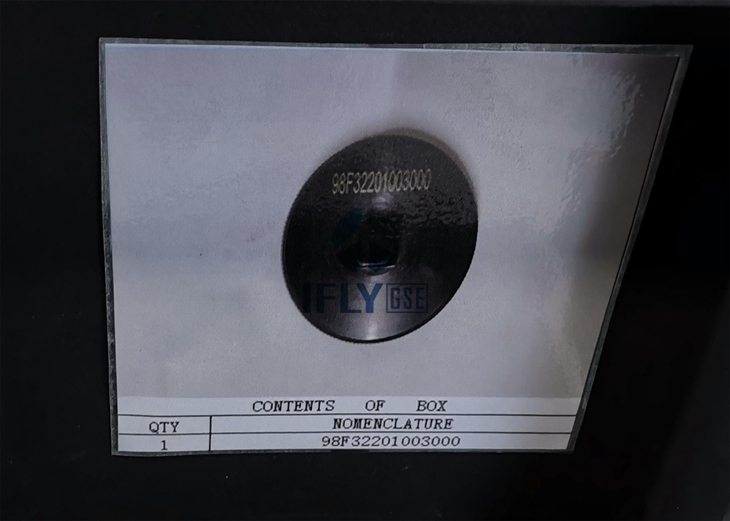 98F32201003000
IFLY GSE
CONTENTS OF BOX
QTY NOMENCLATURE
1 98F32201003000